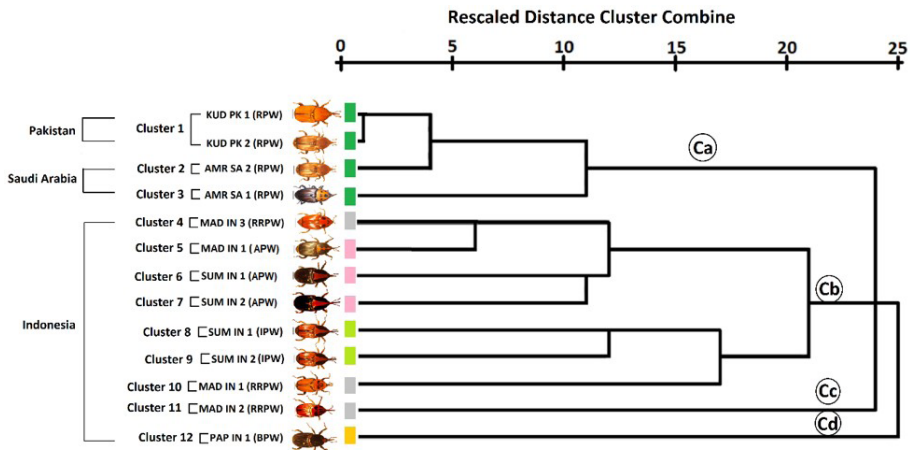 Rescaled Distance Cluster Combine
0 5 10 15 20 25
Pakistan
Cluster 1
KUD PK 1 (RPW)
KUD PK 2 (RPW)
Ca
Saudi Arabia
Cluster 2 AMR SA 2 (RPW)
Cluster 3 AMR SA 1 (RPW)
Indonesia
Cluster 4 MAD IN 3 (RRPW)
Cluster 5 MAD IN 1 (APW)
Cluster 6 SUM IN 1 (APW)
Cluster 7 SUM IN 2 (APW)
Cb
Cluster 8 SUM IN 1 (IPW)
Cluster 9 SUM IN 2 (IPW)
Cluster 10 MAD IN 1 (RRPW)
Cc
Cluster 11 MAD IN 2 (RRPW)
Cd
Cluster 12 PAP IN 1 (BPW)